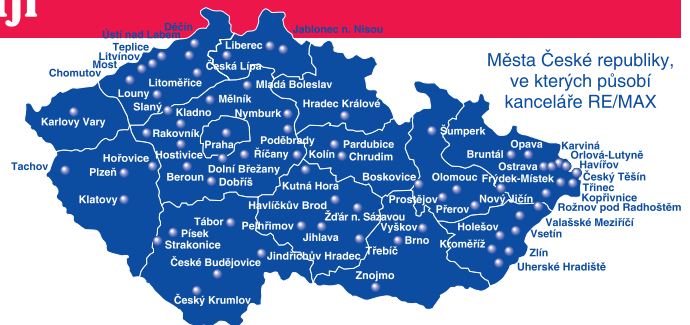 Děčín
Ústí nad Labem
Jablonec n. Nisou
Teplice
Liberec
Litvínov
Most
Česká Lípa
Chomutov
Litoměřice
Mladá Boleslav
Města České republiky,
ve kterých působí
kanceláře RE/MAX
Louny
Mělník
Slaný
Kladno
Nymburk
Hradec Králové
Karlovy Vary
Rakovník
Praha
Poděbrady
Pardubice
Šumperk
Opava
Karviná
Hořovice
Hostivice
Říčany
Kolín
Chrudim
Bruntál
Orlová-Lutyně
Tachov
Plzeň
Beroun
Dolní Břežany
Ostrava
Havířov
Dobříš
Kutná Hora
Boskovice
Olomouc
Frýdek-Místek
Český Těšín
Třinec
Klatovy
Havlíčkův Brod
Prostějov
Nový Jičín
Kopřivnice
Přerov
Rožnov pod Radhoštěm
Tábor
Pelhřimov
Žďár n. Sázavou
Vyškov
Holešov
Valašské Meziříčí
Písek
Jihlava
Brno
Vsetín
Strakonice
Třebíč
Kroměříž
Zlín
České Budějovice
Jindřichův Hradec
Uherské Hradiště
Znojmo
Český Krumlov